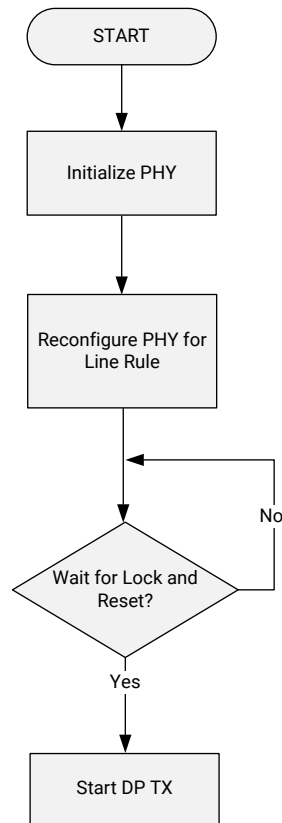 START
Initialize PHY
Reconfigure PHY for
Line Rule
No
Wait for Lock and
Reset?
Yes
Start DP TX